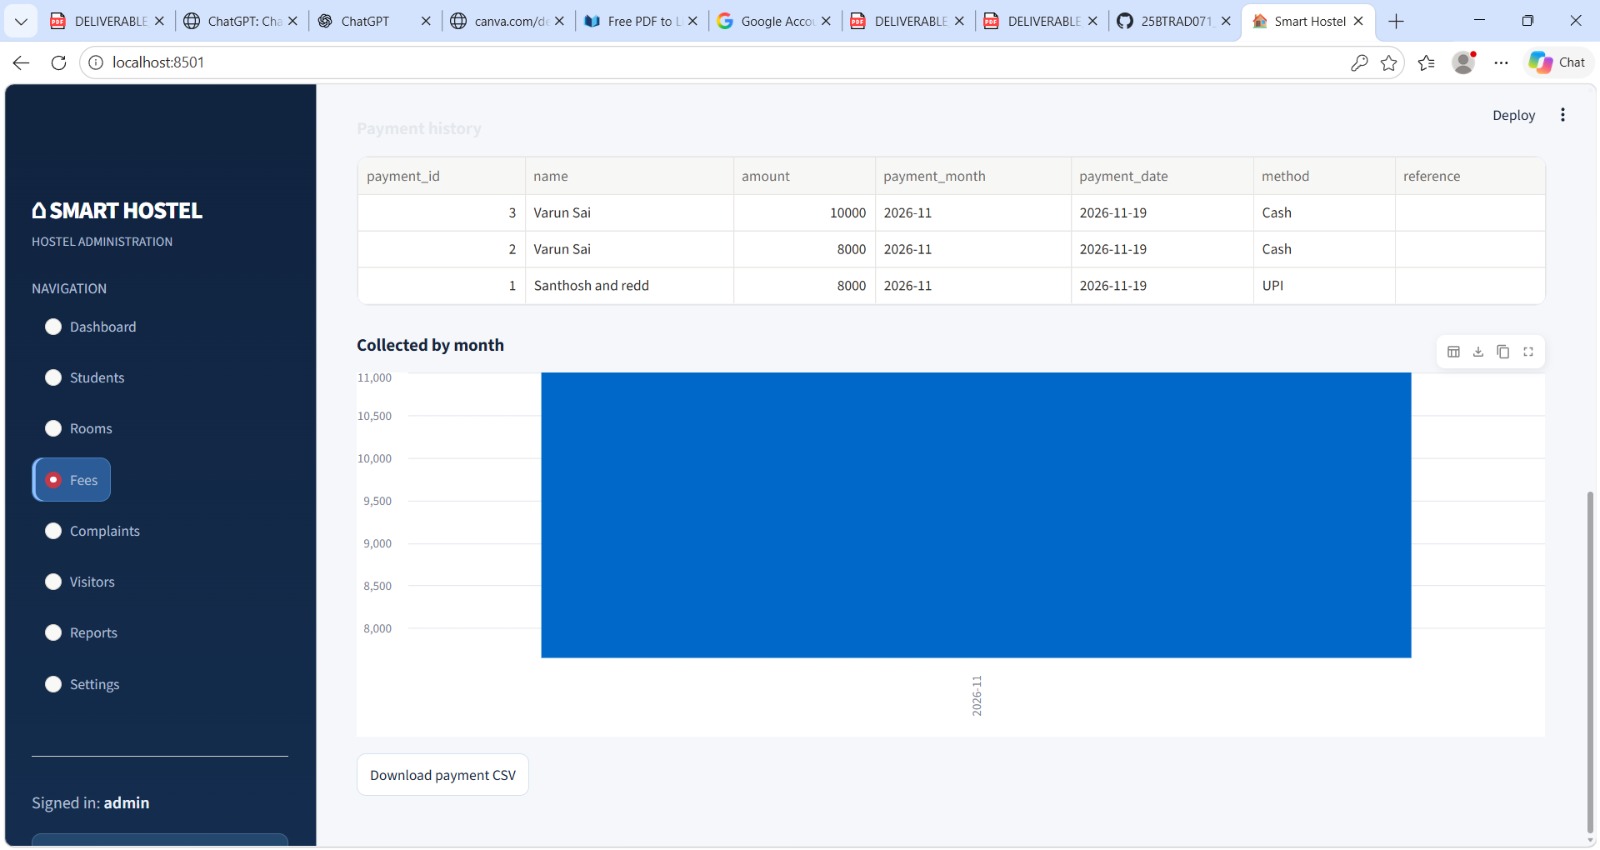 DELIVERABLE
ChatGPT: Cha
ChatGPT
canva.com/de
Free PDF to Li
Google Accou
DELIVERABLE
DELIVERABLE
25BTRAD071_
Smart Hostel
localhost:8501
Chat
Deploy
SMART HOSTEL
HOSTEL ADMINISTRATION
NAVIGATION
Dashboard
Students
Rooms
Fees
Complaints
Visitors
Reports
Settings
Signed in: admin
Payment history
payment_id name amount payment_month payment_date method reference
3 Varun Sai 10000 2026-11 2026-11-19 Cash
2 Varun Sai 8000 2026-11 2026-11-19 Cash
1 Santhosh and redd 8000 2026-11 2026-11-19 UPI
Collected by month
11,000
10,500
10,000
9,500
9,000
8,500
8,000
2026-11
Download payment CSV